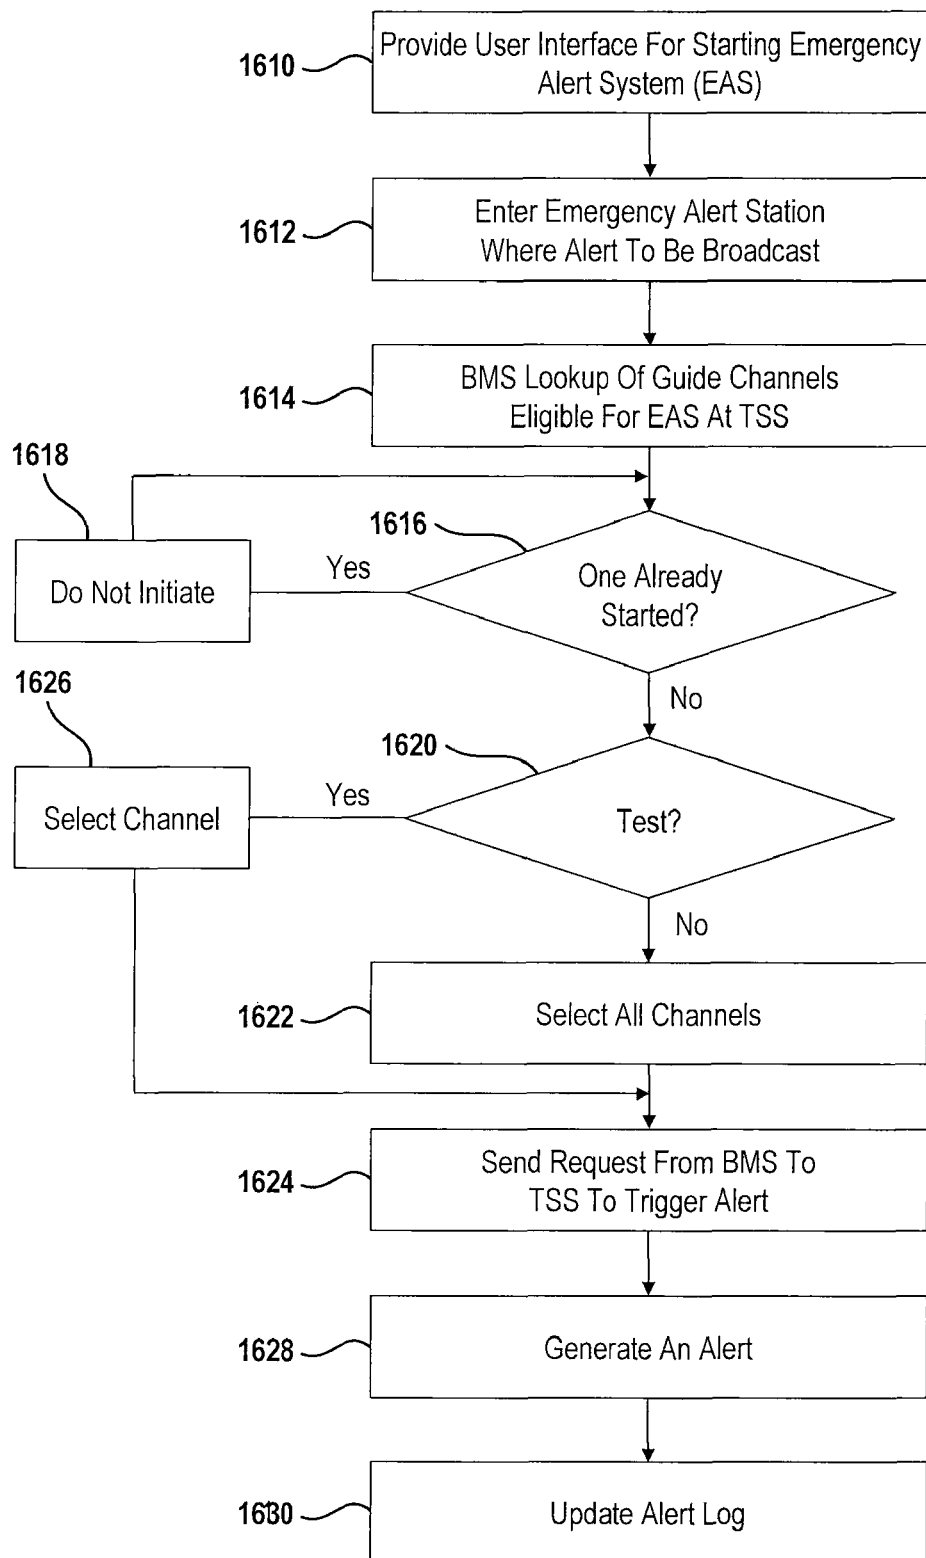 1610
Provide User Interface For Starting Emergency
Alert System (EAS)
1612
Enter Emergency Alert Station
Where Alert To Be Broadcast
1614
BMS Lookup Of Guide Channels
Eligible For EAS At TSS
1618
Do Not Initiate
Yes
1616
One Already
Started?
No
1626
Select Channel
Yes
1620
Test?
No
1622
Select All Channels
1624
Send Request From BMS To
TSS To Trigger Alert
1628
Generate An Alert
1630
Update Alert Log